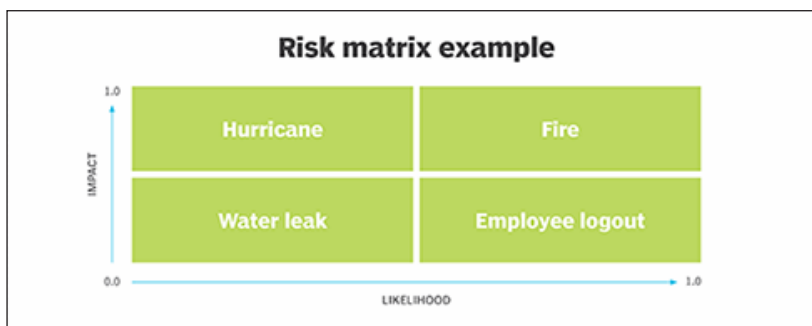 Risk matrix example
1.0
Hurricane
Fire
IMPACT
Water leak
Employee logout
0.0
1.0
LIKELIHOOD